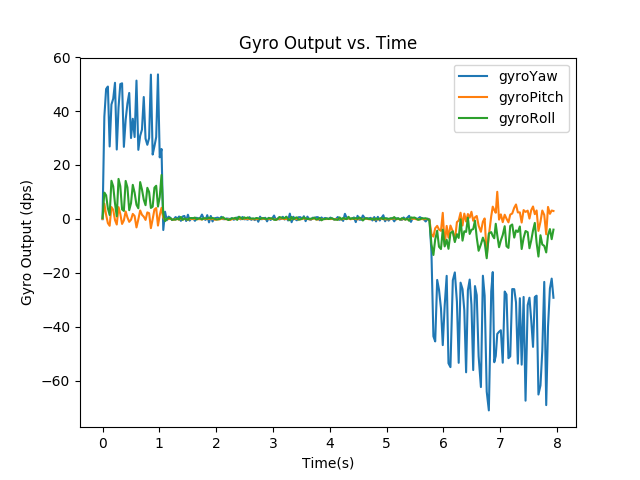 Gyro Output vs. Time
gyroYaw
gyroPitch
gyroRoll
Gyro Output (dps)
60
40
20
0
−20
−40
−60
0 1 2 3 4 5 6 7 8
Time(s)